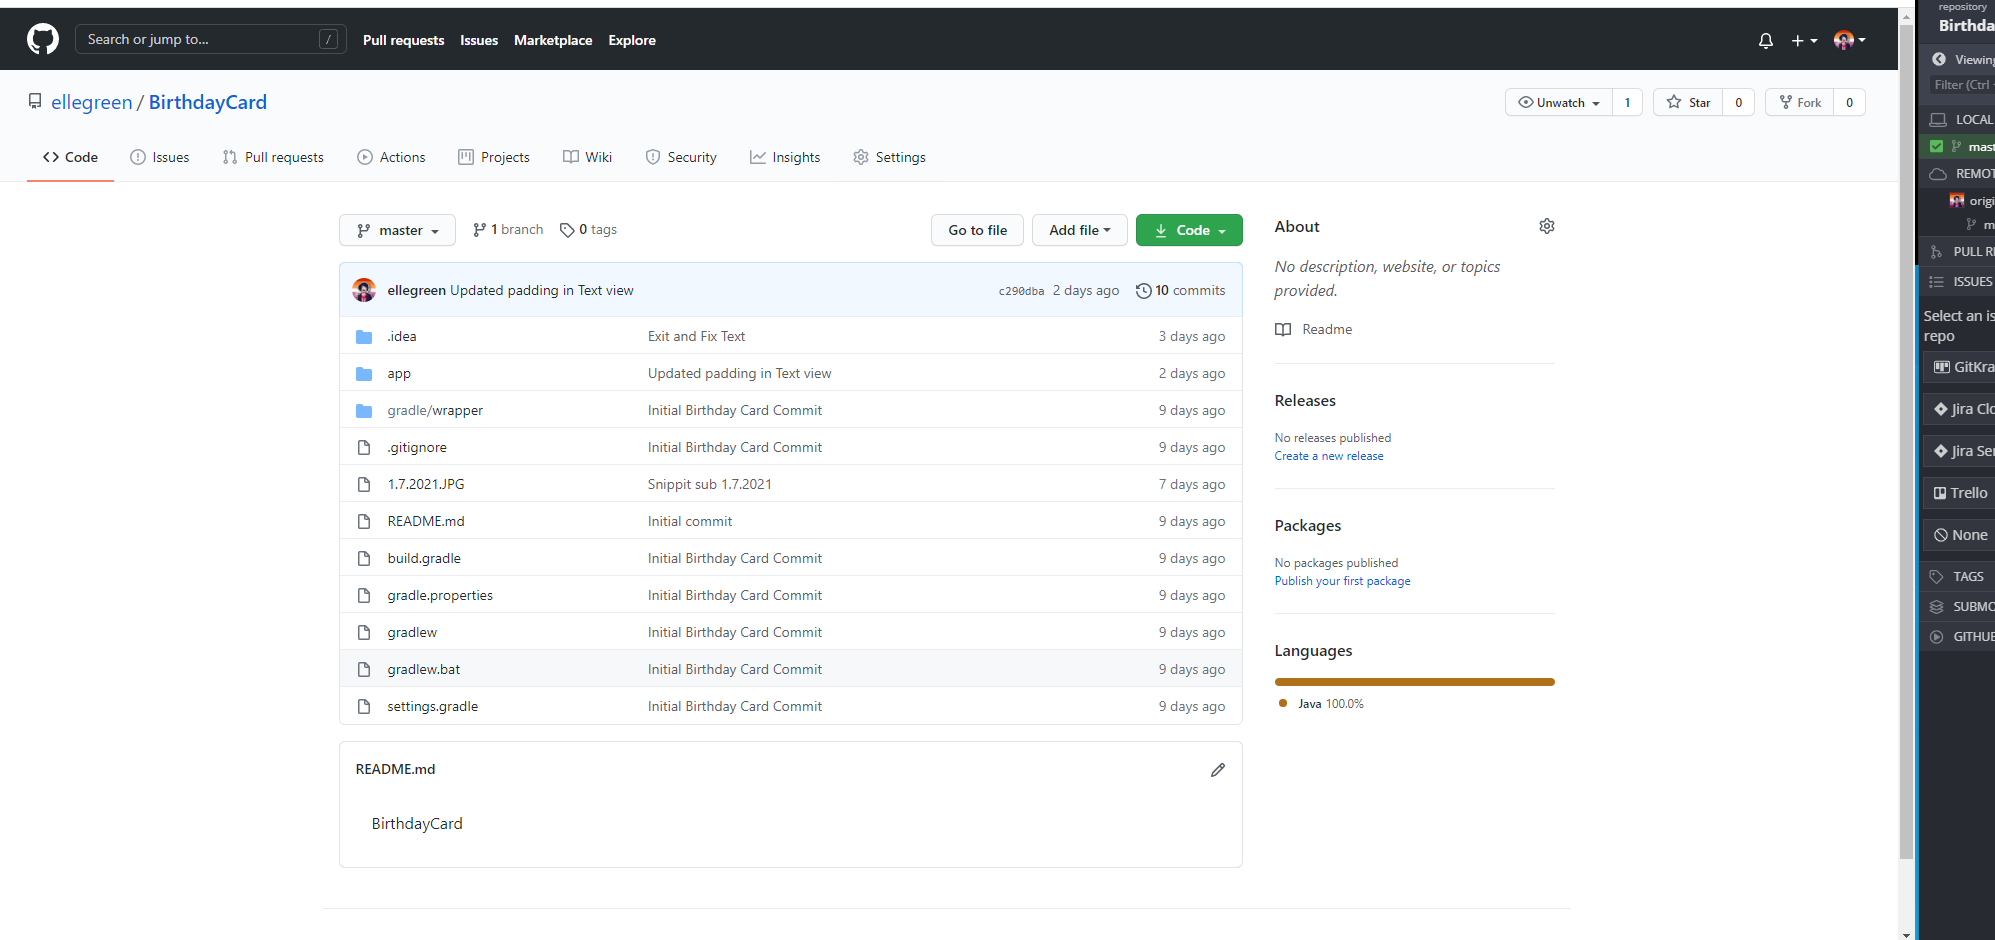 Search or jump to... /
Pull requests Issues Marketplace Explore
ellegreen / BirthdayCard
Unwatch 1 Star 0 Fork 0
Code Issues Pull requests Actions Projects Wiki Security Insights Settings
master 1 branch 0 tags Go to file Add file Code
ellegreen Updated padding in Text view c290dba 2 days ago 10 commits
.idea Exit and Fix Text 3 days ago
app Updated padding in Text view 2 days ago
gradle/wrapper Initial Birthday Card Commit 9 days ago
.gitignore Initial Birthday Card Commit 9 days ago
1.7.2021.JPG Snippit sub 1.7.2021 7 days ago
README.md Initial commit 9 days ago
build.gradle Initial Birthday Card Commit 9 days ago
gradle.properties Initial Birthday Card Commit 9 days ago
gradlew Initial Birthday Card Commit 9 days ago
gradlew.bat Initial Birthday Card Commit 9 days ago
settings.gradle Initial Birthday Card Commit 9 days ago
README.md
BirthdayCard
About
No description, website, or topics
provided.
Readme
Releases
No releases published
Create a new release
Packages
No packages published
Publish your first package
Languages
Java 100.0%
repository
Birthda
Viewing
Filter (Ctrl
LOCAL
mast
REMOT
origi
m
PULL R
ISSUES
Select an is
repo
GitKra
Jira Clo
Jira Ser
Trello
None
TAGS
SUBMO
GITHUB